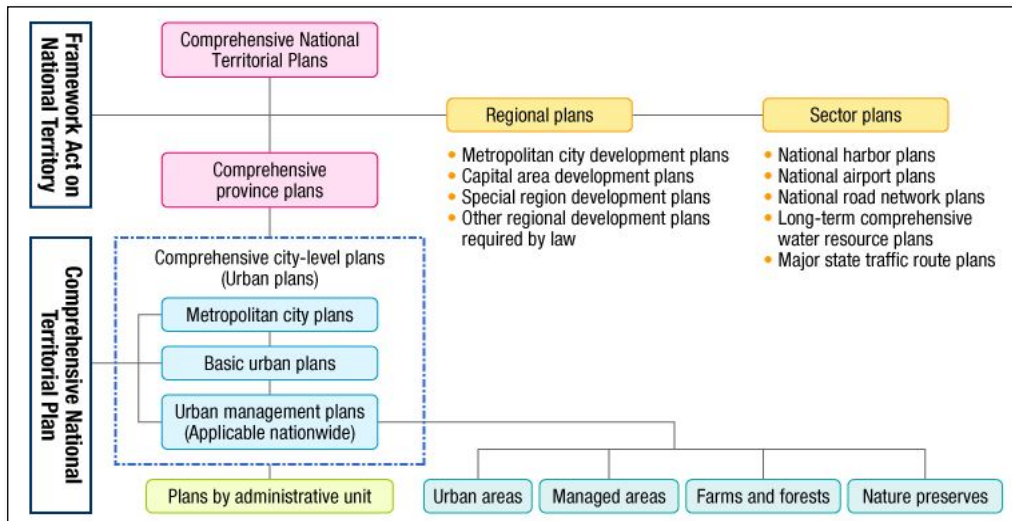 Framework Act on
National Territory
Comprehensive National
Territorial Plans
Regional plans
Sector plans
Comprehensive
province plans
• Metropolitan city development plans
• Capital area development plans
• Special region development plans
• Other regional development plans
required by law
• National harbor plans
• National airport plans
• National road network plans
• Long-term comprehensive
water resource plans
• Major state traffic route plans
Comprehensive National
Territorial Plan
Comprehensive city-level plans
(Urban plans)
Metropolitan city plans
Basic urban plans
Urban management plans
(Applicable nationwide)
Plans by administrative unit
Urban areas
Managed areas
Farms and forests
Nature preserves